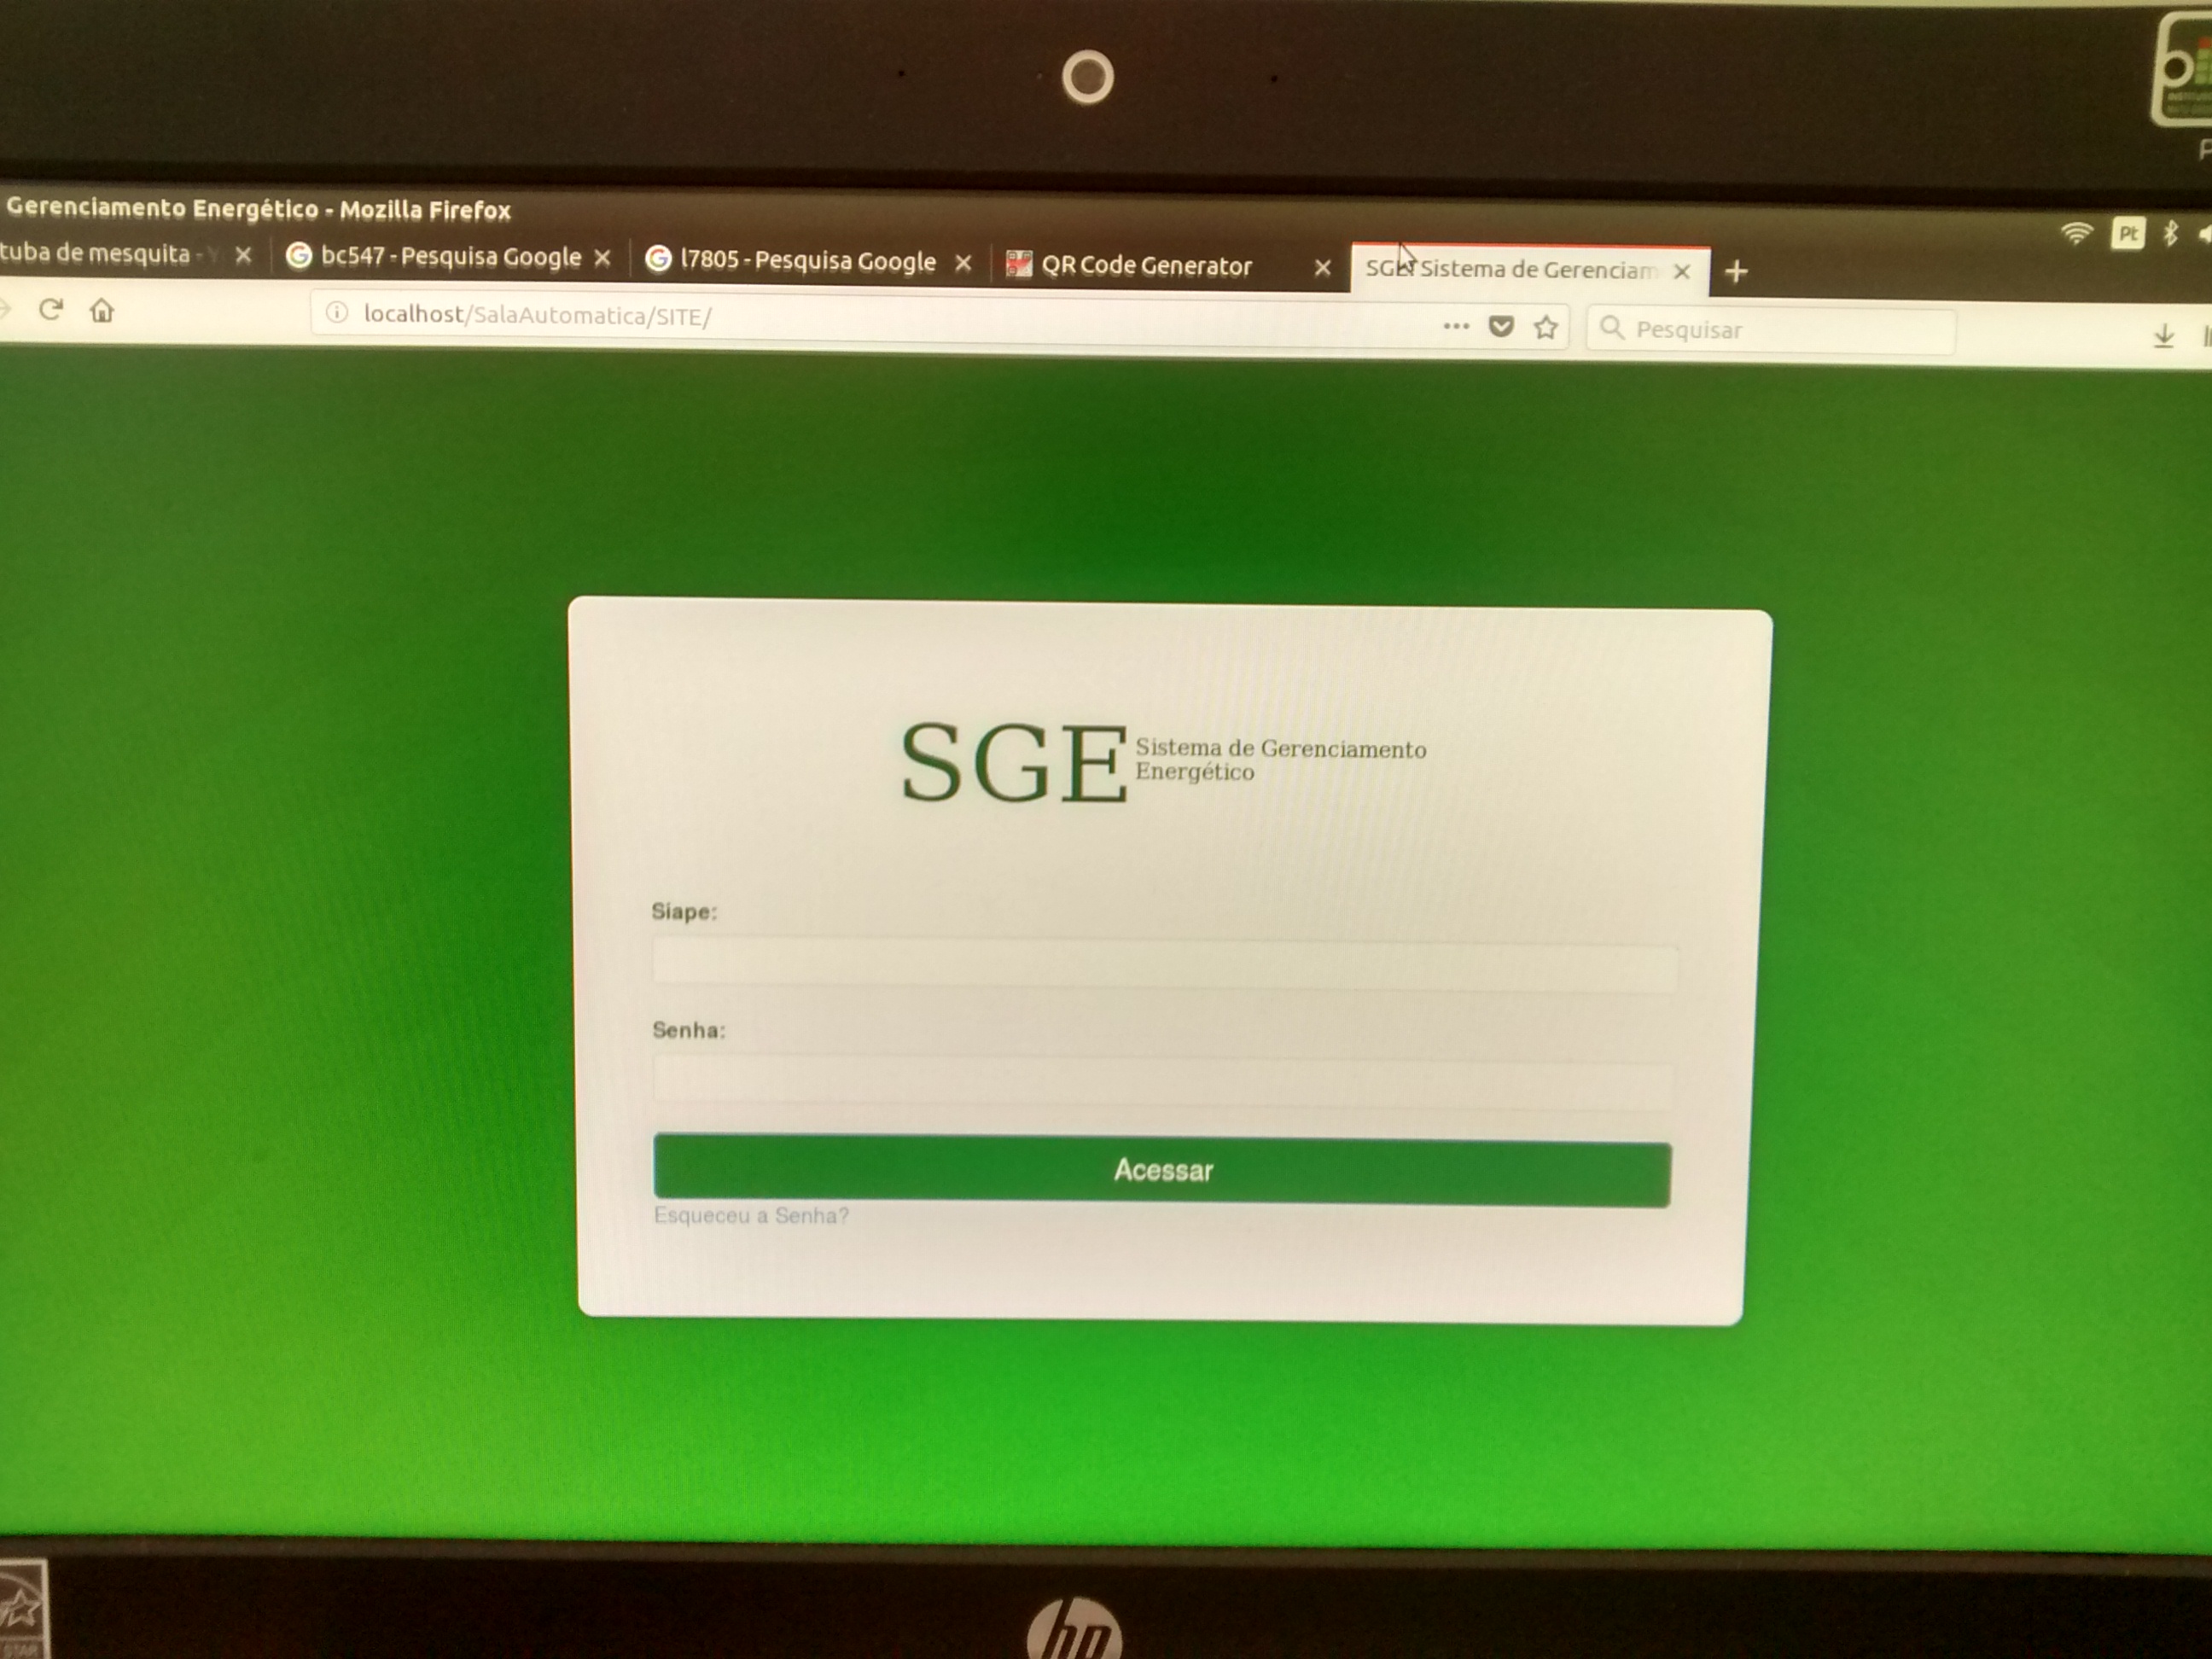 Gerenciamento Energético - Mozilla Firefox
Pt
tuba de mesquita - Y
bc547 - Pesquisa Google
l7805 - Pesquisa Google
QR Code Generator
SGE: Sistema de Gerenciam
localhost/SalaAutomatica/SITE/
Pesquisar
SGE
Sistema de Gerenciamento
Energético
Siape:
Senha:
Acessar
Esqueceu a Senha?
STAR
hp